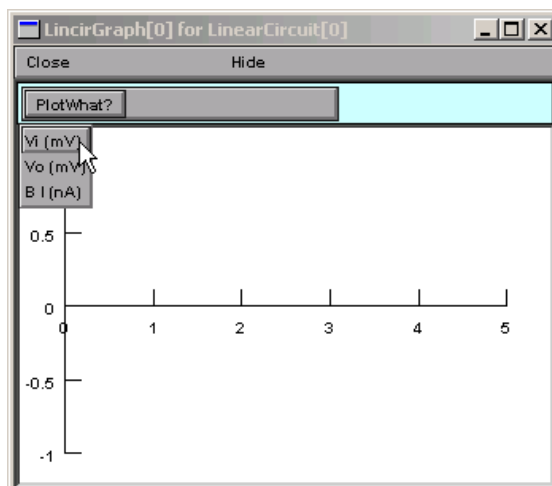 LincirGraph[0] for LinearCircuit[0]
Close Hide
PlotWhat?
Vi (mV)
Vo (mV)
B I (nA)
0.5
0
0 1 2 3 4 5
-0.5
-1